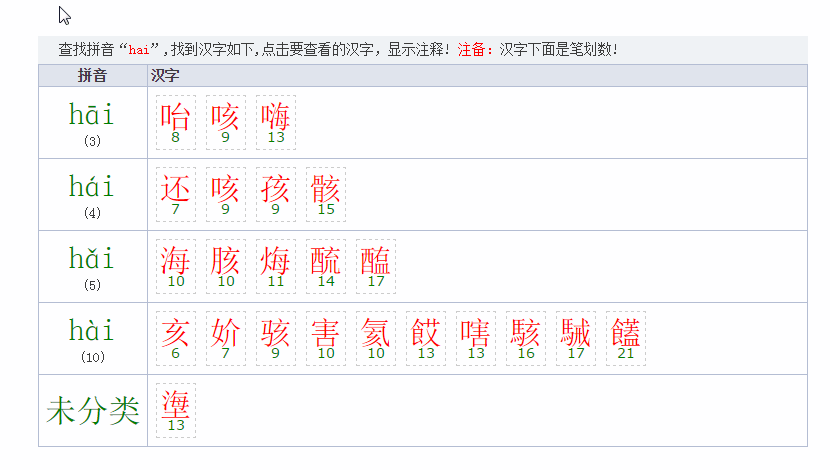 查找拼音“hai”,找到汉字如下,点击要查看的汉字，显示注释! 注备：汉字下面是笔划数!
拼音 汉字
hāi 咍 咳 嗨
(3) 8 9 13
hái 还 咳 孩 骸
(4) 7 9 9 15
hǎi 海 胲 烸 酼 醢
(5) 10 10 11 14 17
hài 亥 妎 骇 害 氦 餀 嗐 駭 駴 饚
(10) 6 7 9 10 10 13 13 16 17 21
未分类
13